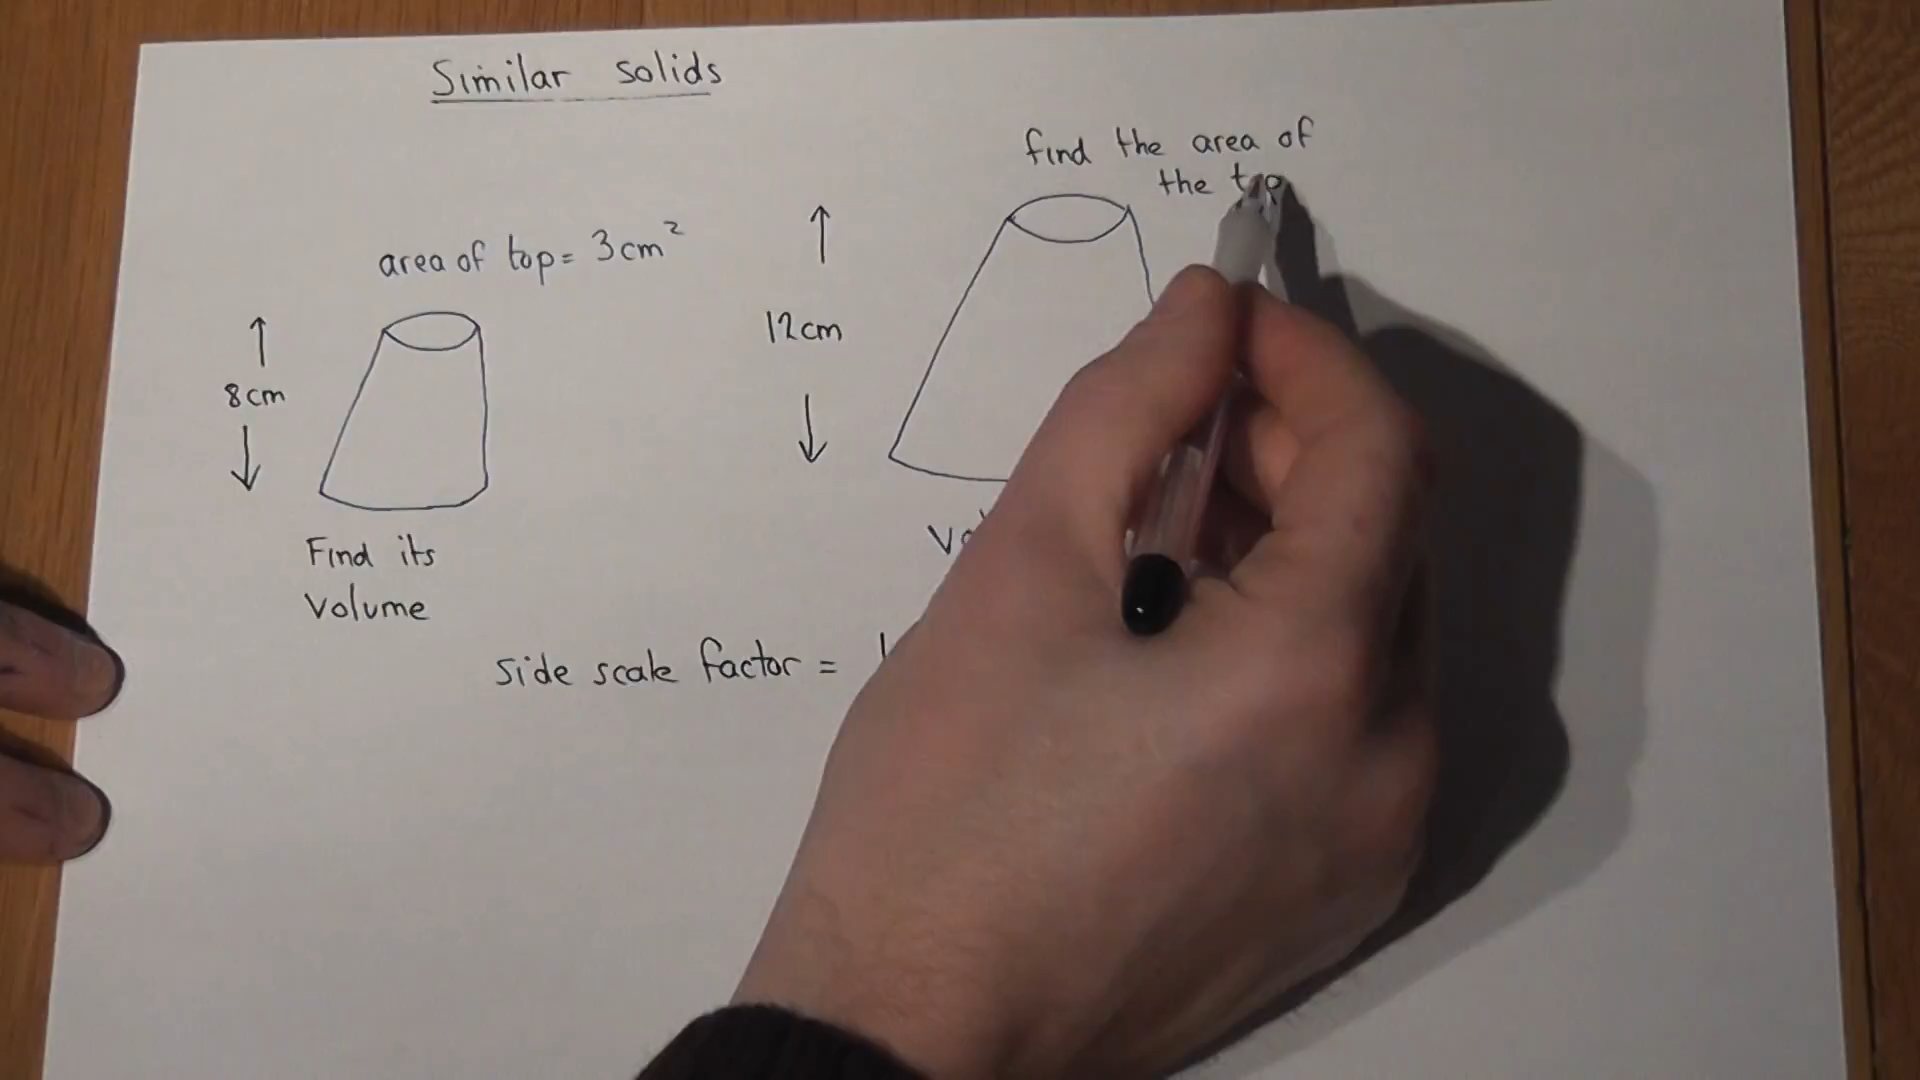 Similar solids
find the area of
the top
area of top = 3cm²
12cm
8cm
Find its
Volume
side scale factor =